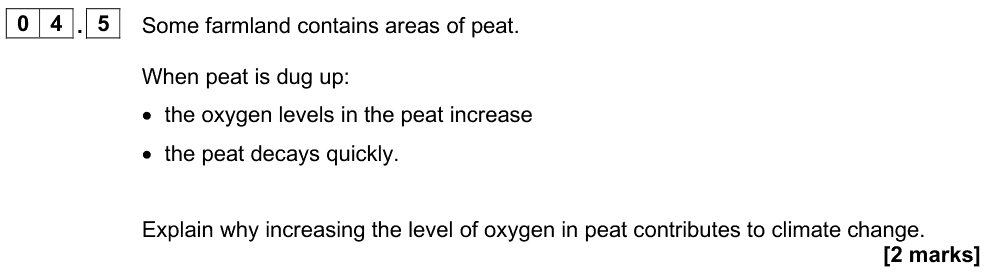 0 4 . 5 Some farmland contains areas of peat.
When peat is dug up:
• the oxygen levels in the peat increase
• the peat decays quickly.
Explain why increasing the level of oxygen in peat contributes to climate change.
[2 marks]